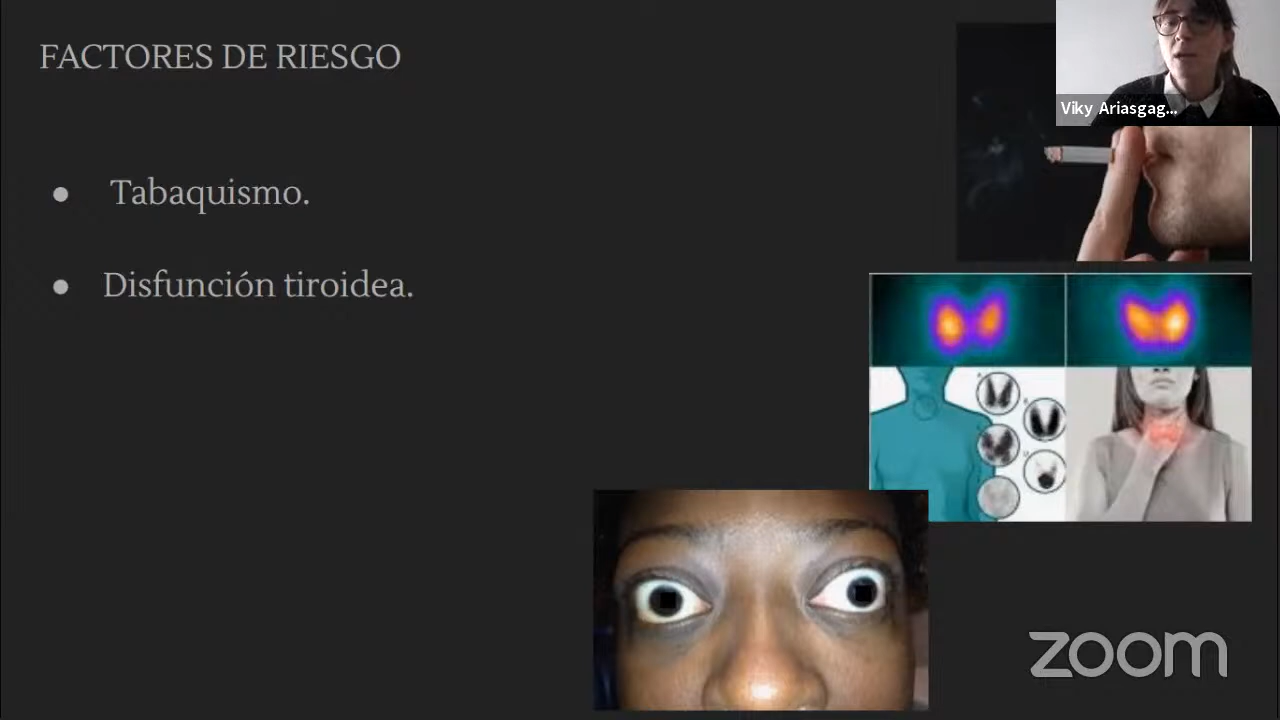 FACTORES DE RIESGO
Viky Ariasgag...
● Tabaquismo.
● Disfunción tiroidea.
zoom